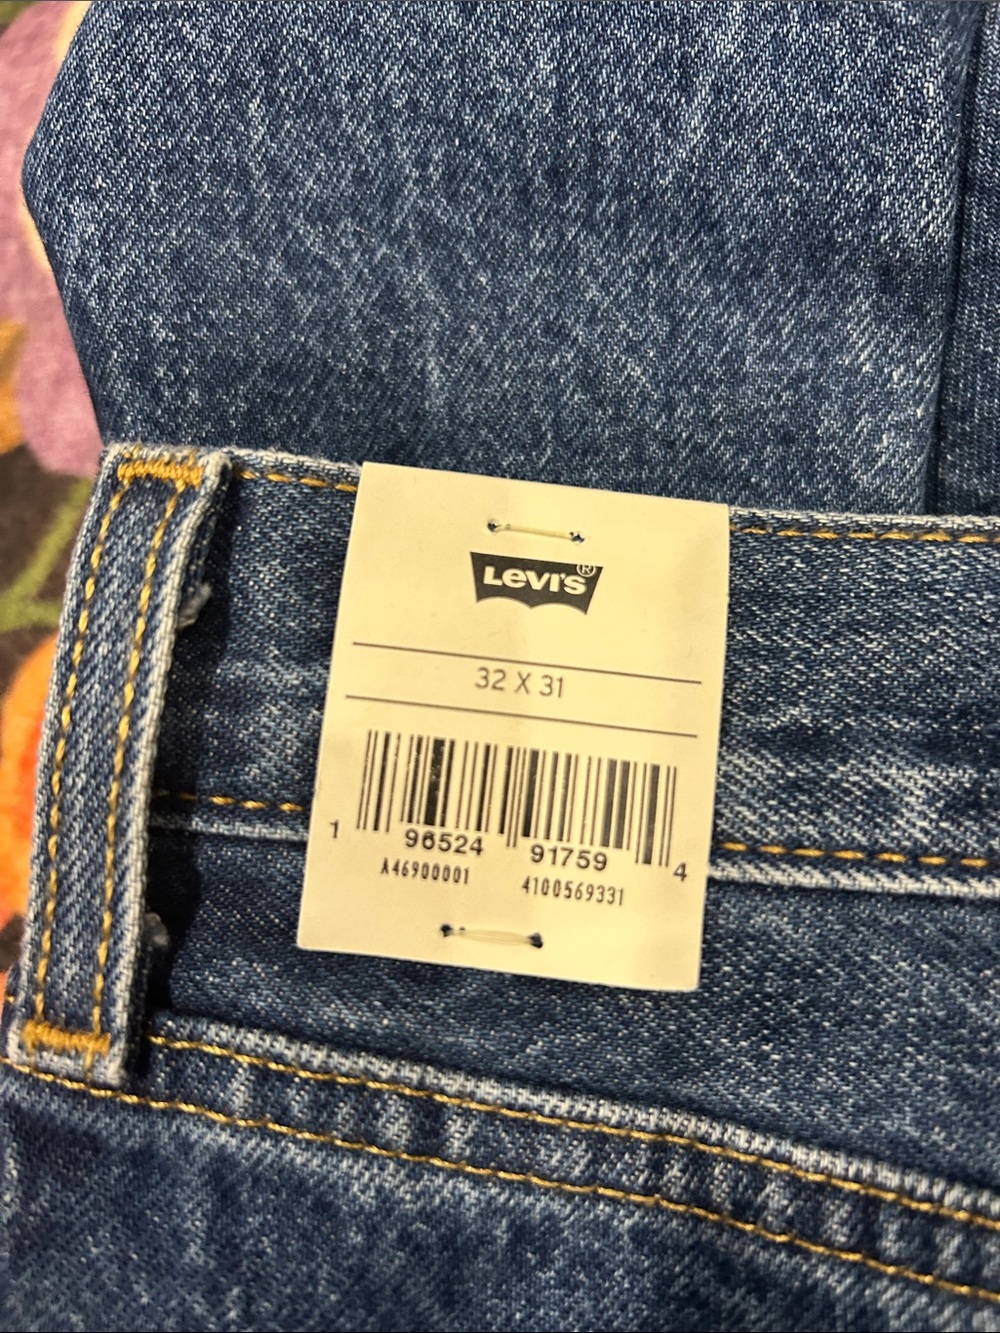 LEVI'S®
32 X 31
1 96524 91759 4
A46900001 4100569331